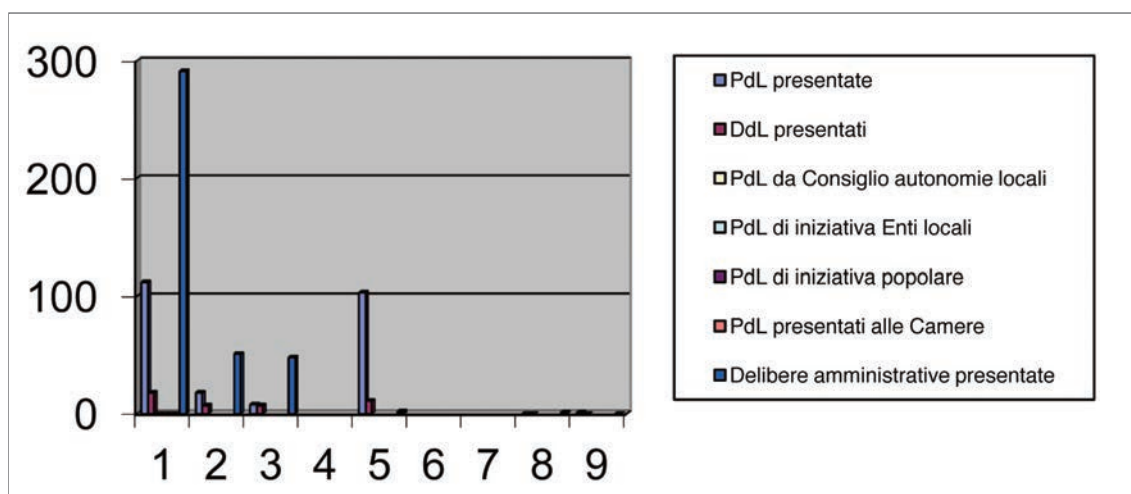 300
200
100
0
1 2 3 4 5 6 7 8 9
PdL presentate
DdL presentati
PdL da Consiglio autonomie locali
PdL di iniziativa Enti locali
PdL di iniziativa popolare
PdL presentati alle Camere
Delibere amministrative presentate